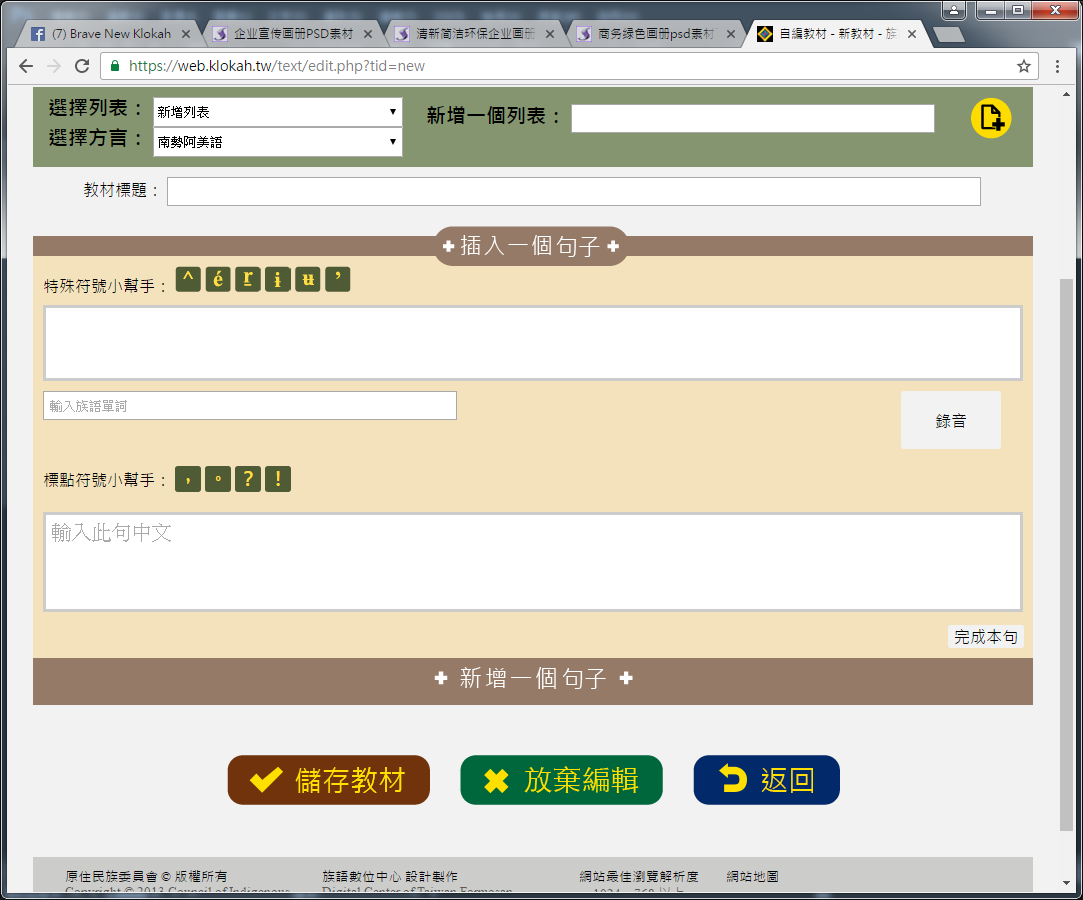 (7) Brave New Klokah
企业宣传画册PSD素材
清新简洁环保企业画册
商务绿色画册psd素材
自編教材 - 新教材 - 族
https://web.klokah.tw/text/edit.php?tid=new
選擇列表： 新增列表 新增一個列表：
選擇方言： 南勢阿美語
教材標題：
插入一個句子
特殊符號小幫手： ^ é r̲ ɨ ʉ ’
輸入族語單詞
錄音
標點符號小幫手： ， 。 ? !
輸入此句中文
完成本句
新增一個句子
儲存教材 放棄編輯 返回
原住民族委員會 © 版權所有 族語數位中心 設計製作 網站最佳瀏覽解析度 網站地圖
Copyright © 2013 Council of Indigenous Digital Center of Taiwan Formosan